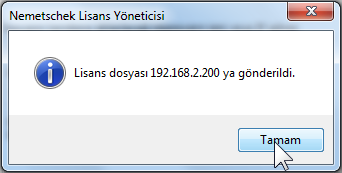 Nemetschek Lisans Yöneticisi
Lisans dosyası 192.168.2.200 ya gönderildi.
Tamam